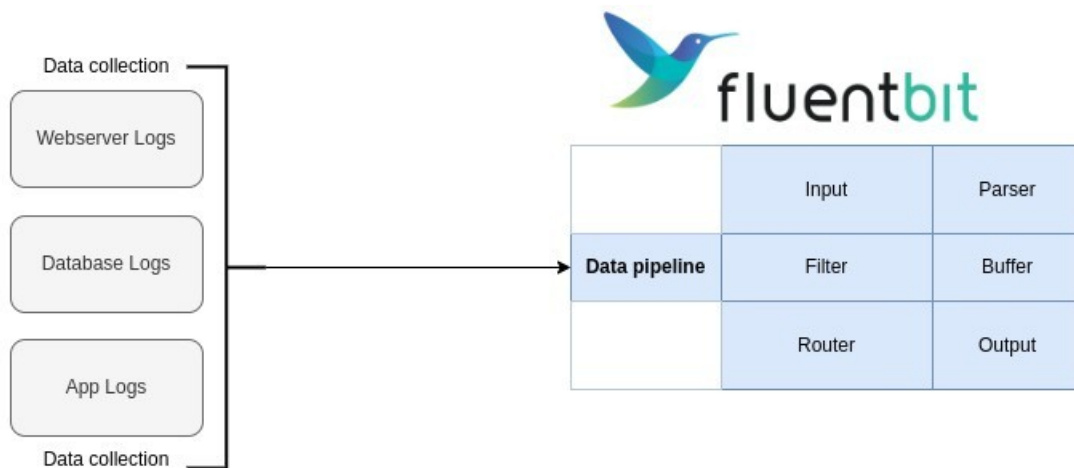 Data collection
Webserver Logs
Database Logs
App Logs
Data collection
fluentbit
Input
Parser
Data pipeline
Filter
Buffer
Router
Output